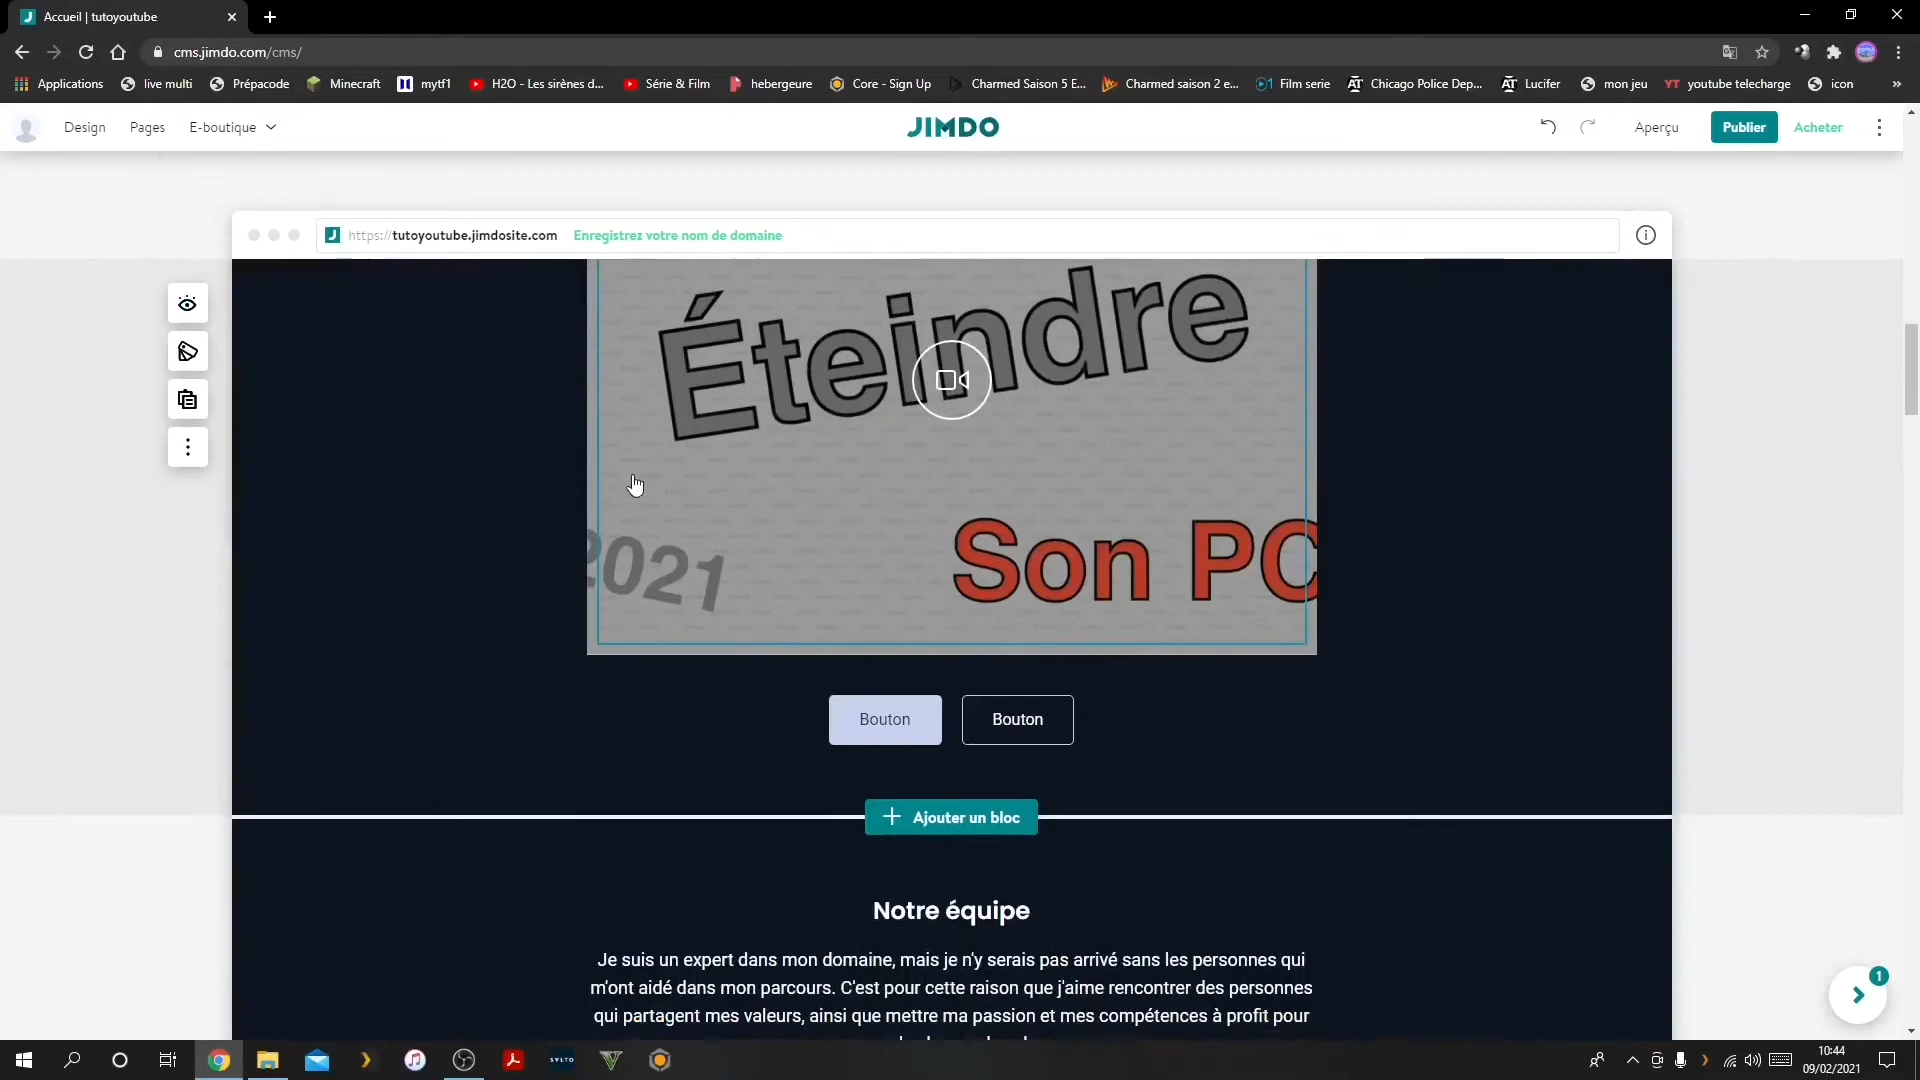 Accueil | tutoyoutube
cms.jimdo.com/cms/
Applications live multi Prépacode Minecraft mytf1 H2O - Les sirènes d... Série & Film hebergeure Core - Sign Up Charmed Saison 5 E... Charmed saison 2 e... Film serie Chicago Police Dep... Lucifer mon jeu youtube telecharge icon »
Design Pages E-boutique JIMDO Aperçu Publier Acheter
https://tutoyoutube.jimdosite.com Enregistrez votre nom de domaine
Éteindre
2021 Son PC
Bouton Bouton
Ajouter un bloc
Notre équipe
Je suis un expert dans mon domaine, mais je n'y serais pas arrivé sans les personnes qui
m'ont aidé dans mon parcours. C'est pour cette raison que j'aime rencontrer des personnes
qui partagent mes valeurs, ainsi que mettre ma passion et mes compétences à profit pour
1
SYLTO
10:44
09/02/2021